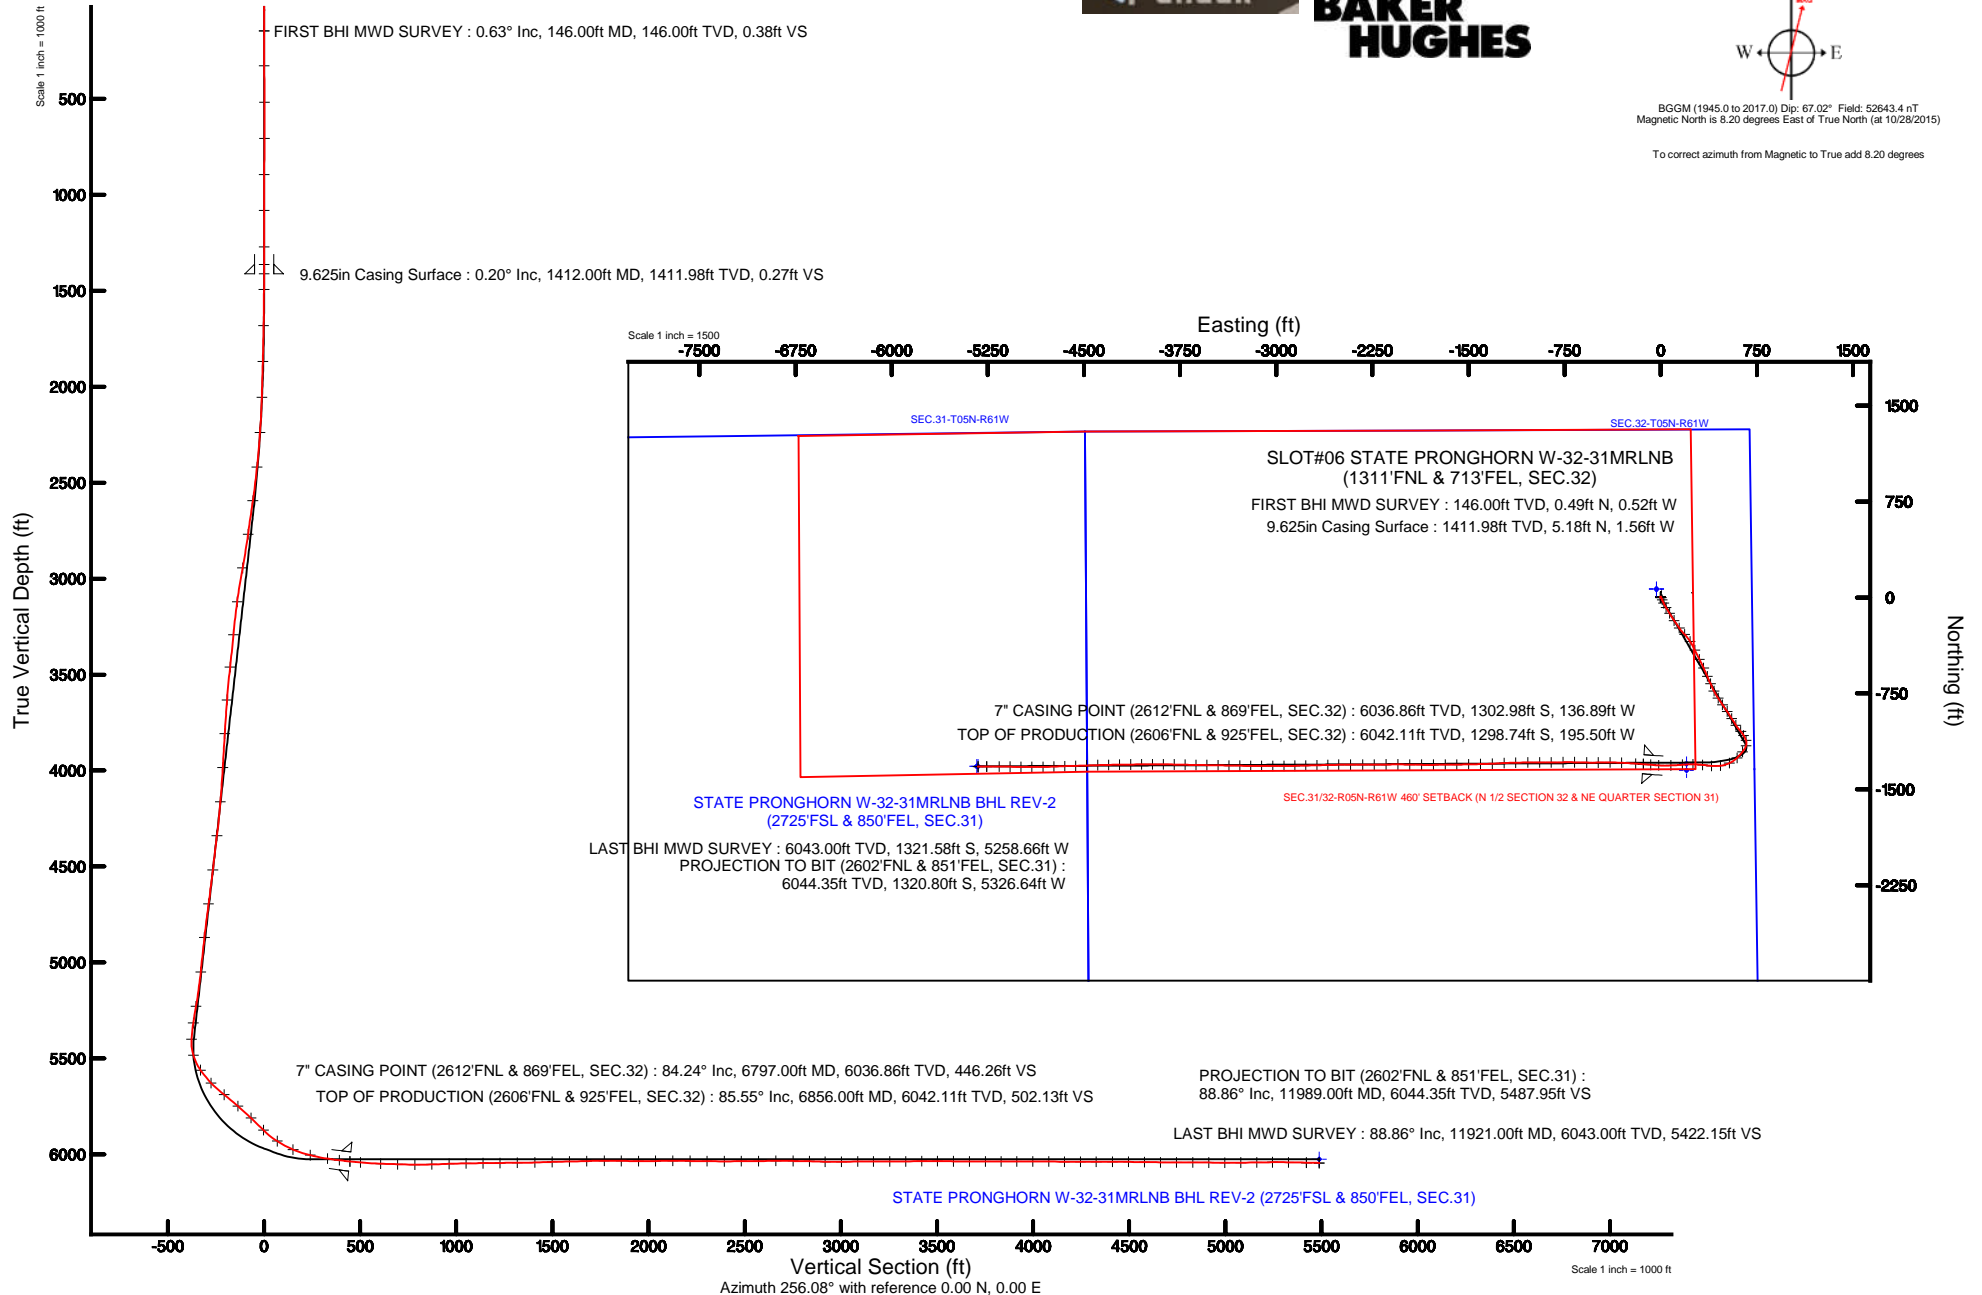 BAKER
HUGHES
W
E
BGGM (1945.0 to 2017.0) Dip: 67.02° Field: 52643.4 nT
Magnetic North is 8.20 degrees East of True North (at 10/28/2015)
To correct azimuth from Magnetic to True add 8.20 degrees
Scale 1 inch = 1000 ft
FIRST BHI MWD SURVEY : 0.63° Inc, 146.00ft MD, 146.00ft TVD, 0.38ft VS
500
1000
9.625in Casing Surface : 0.20° Inc, 1412.00ft MD, 1411.98ft TVD, 0.27ft VS
1500
2000
2500
3000
3500
4000
4500
5000
5500
6000
True Vertical Depth (ft)
Scale 1 inch = 1500
Easting (ft)
-7500 -6750 -6000 -5250 -4500 -3750 -3000 -2250 -1500 -750 0 750 1500
SEC.31-T05N-R61W
SEC.32-T05N-R61W
SLOT#06 STATE PRONGHORN W-32-31MRLNB
(1311'FNL & 713'FEL, SEC.32)
FIRST BHI MWD SURVEY : 146.00ft TVD, 0.49ft N, 0.52ft W
9.625in Casing Surface : 1411.98ft TVD, 5.18ft N, 1.56ft W
1500
750
0
-750
-1500
-2250
Northing (ft)
7" CASING POINT (2612'FNL & 869'FEL, SEC.32) : 6036.86ft TVD, 1302.98ft S, 136.89ft W
TOP OF PRODUCTION (2606'FNL & 925'FEL, SEC.32) : 6042.11ft TVD, 1298.74ft S, 195.50ft W
STATE PRONGHORN W-32-31MRLNB BHL REV-2
(2725'FSL & 850'FEL, SEC.31)
SEC.31/32-R05N-R61W 460' SETBACK (N 1/2 SECTION 32 & NE QUARTER SECTION 31)
LAST BHI MWD SURVEY : 6043.00ft TVD, 1321.58ft S, 5258.66ft W
PROJECTION TO BIT (2602'FNL & 851'FEL, SEC.31) :
6044.35ft TVD, 1320.80ft S, 5326.64ft W
7" CASING POINT (2612'FNL & 869'FEL, SEC.32) : 84.24° Inc, 6797.00ft MD, 6036.86ft TVD, 446.26ft VS
TOP OF PRODUCTION (2606'FNL & 925'FEL, SEC.32) : 85.55° Inc, 6856.00ft MD, 6042.11ft TVD, 502.13ft VS
PROJECTION TO BIT (2602'FNL & 851'FEL, SEC.31) :
88.86° Inc, 11989.00ft MD, 6044.35ft TVD, 5487.95ft VS
LAST BHI MWD SURVEY : 88.86° Inc, 11921.00ft MD, 6043.00ft TVD, 5422.15ft VS
STATE PRONGHORN W-32-31MRLNB BHL REV-2 (2725'FSL & 850'FEL, SEC.31)
-500 0 500 1000 1500 2000 2500 3000 3500 4000 4500 5000 5500 6000 6500 7000
Vertical Section (ft)
Azimuth 256.08° with reference 0.00 N, 0.00 E
Scale 1 inch = 1000 ft